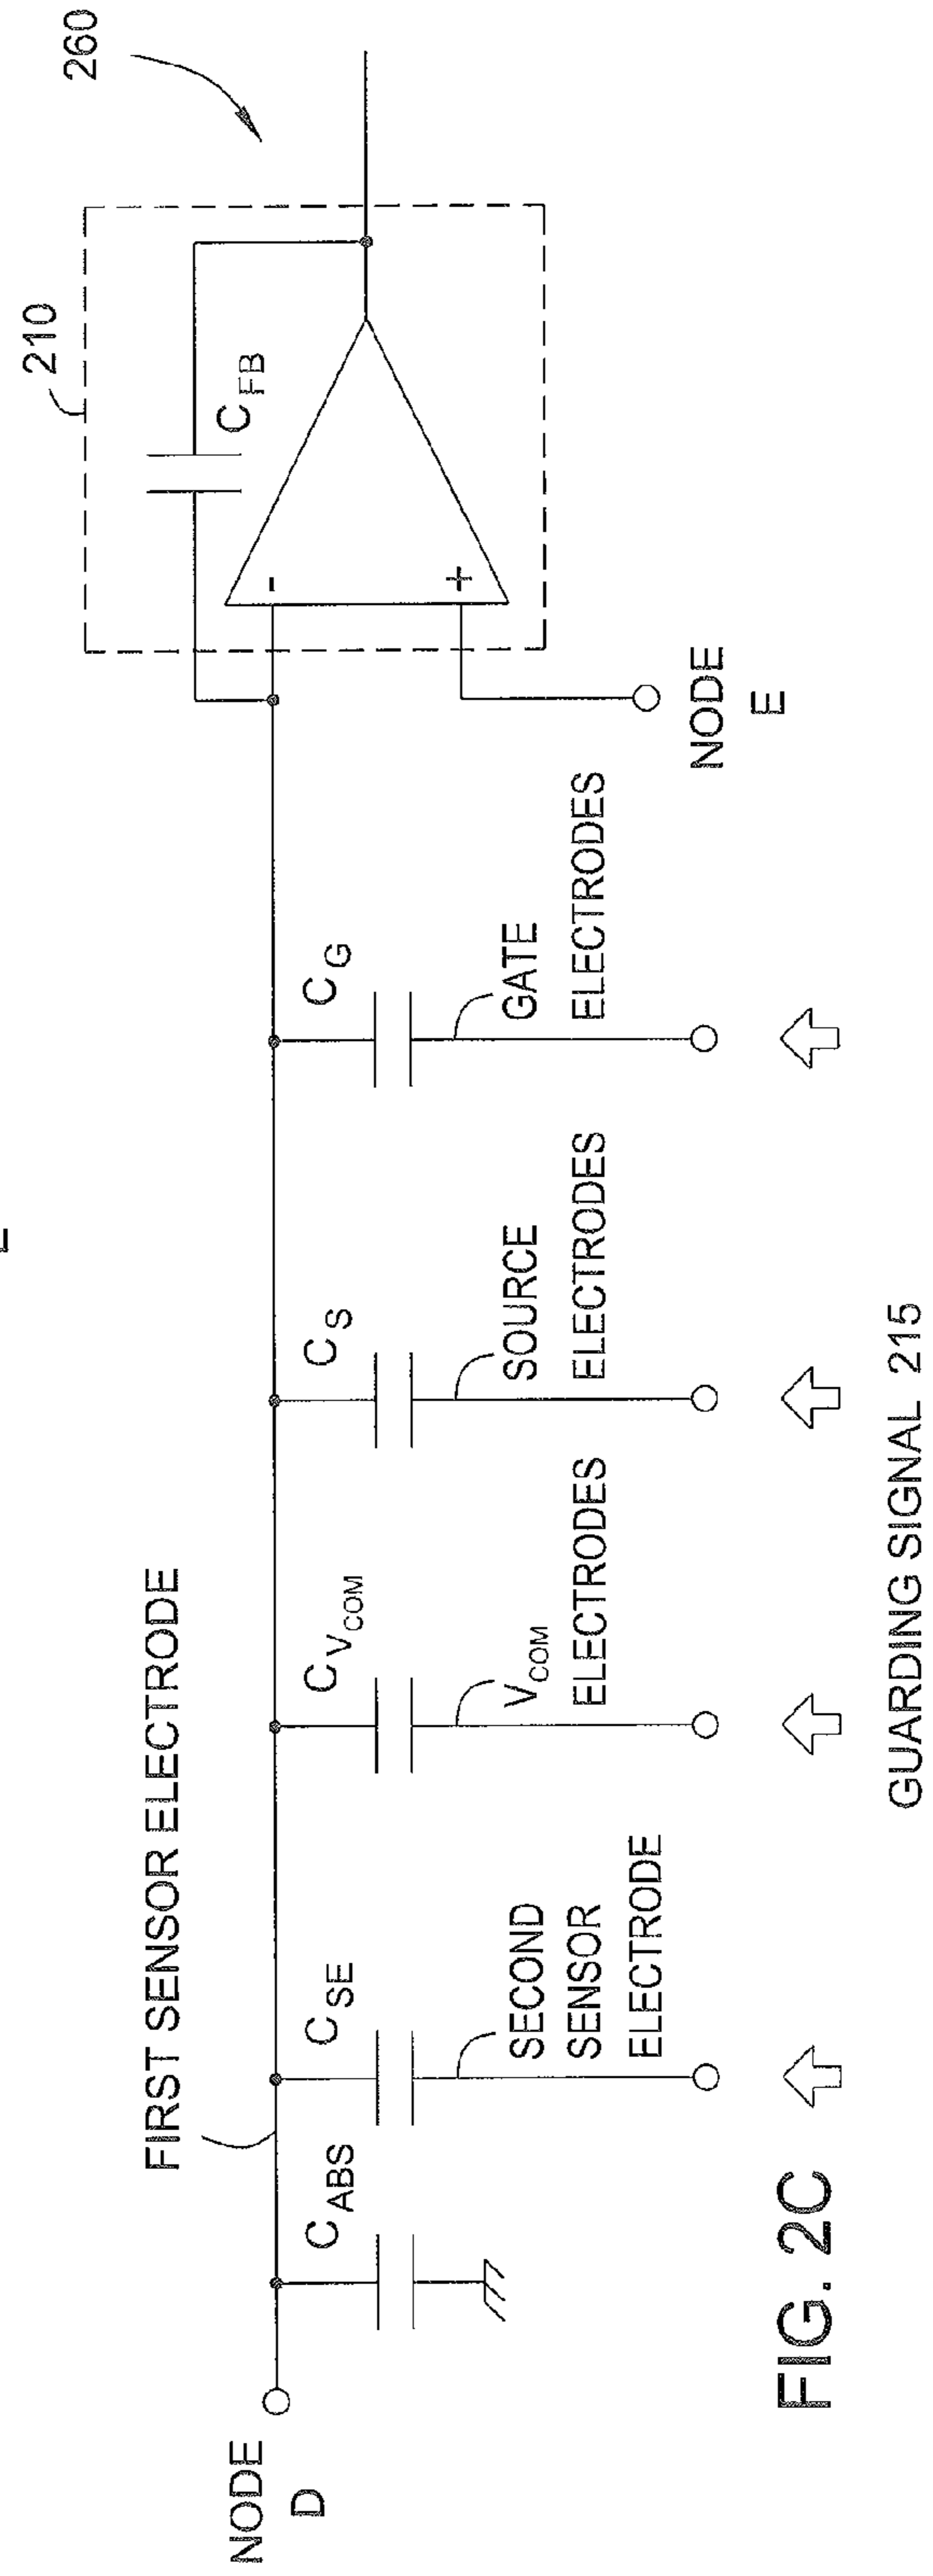 260
210
C_FB
-
+
NODE
E
FIRST SENSOR ELECTRODE
NODE
D
C_ABS
C_SE
C_VCOM
C_S
C_G
SECOND
SENSOR
ELECTRODE
VCOM
ELECTRODES
SOURCE
ELECTRODES
GATE
ELECTRODES
GUARDING SIGNAL 215
FIG. 2C